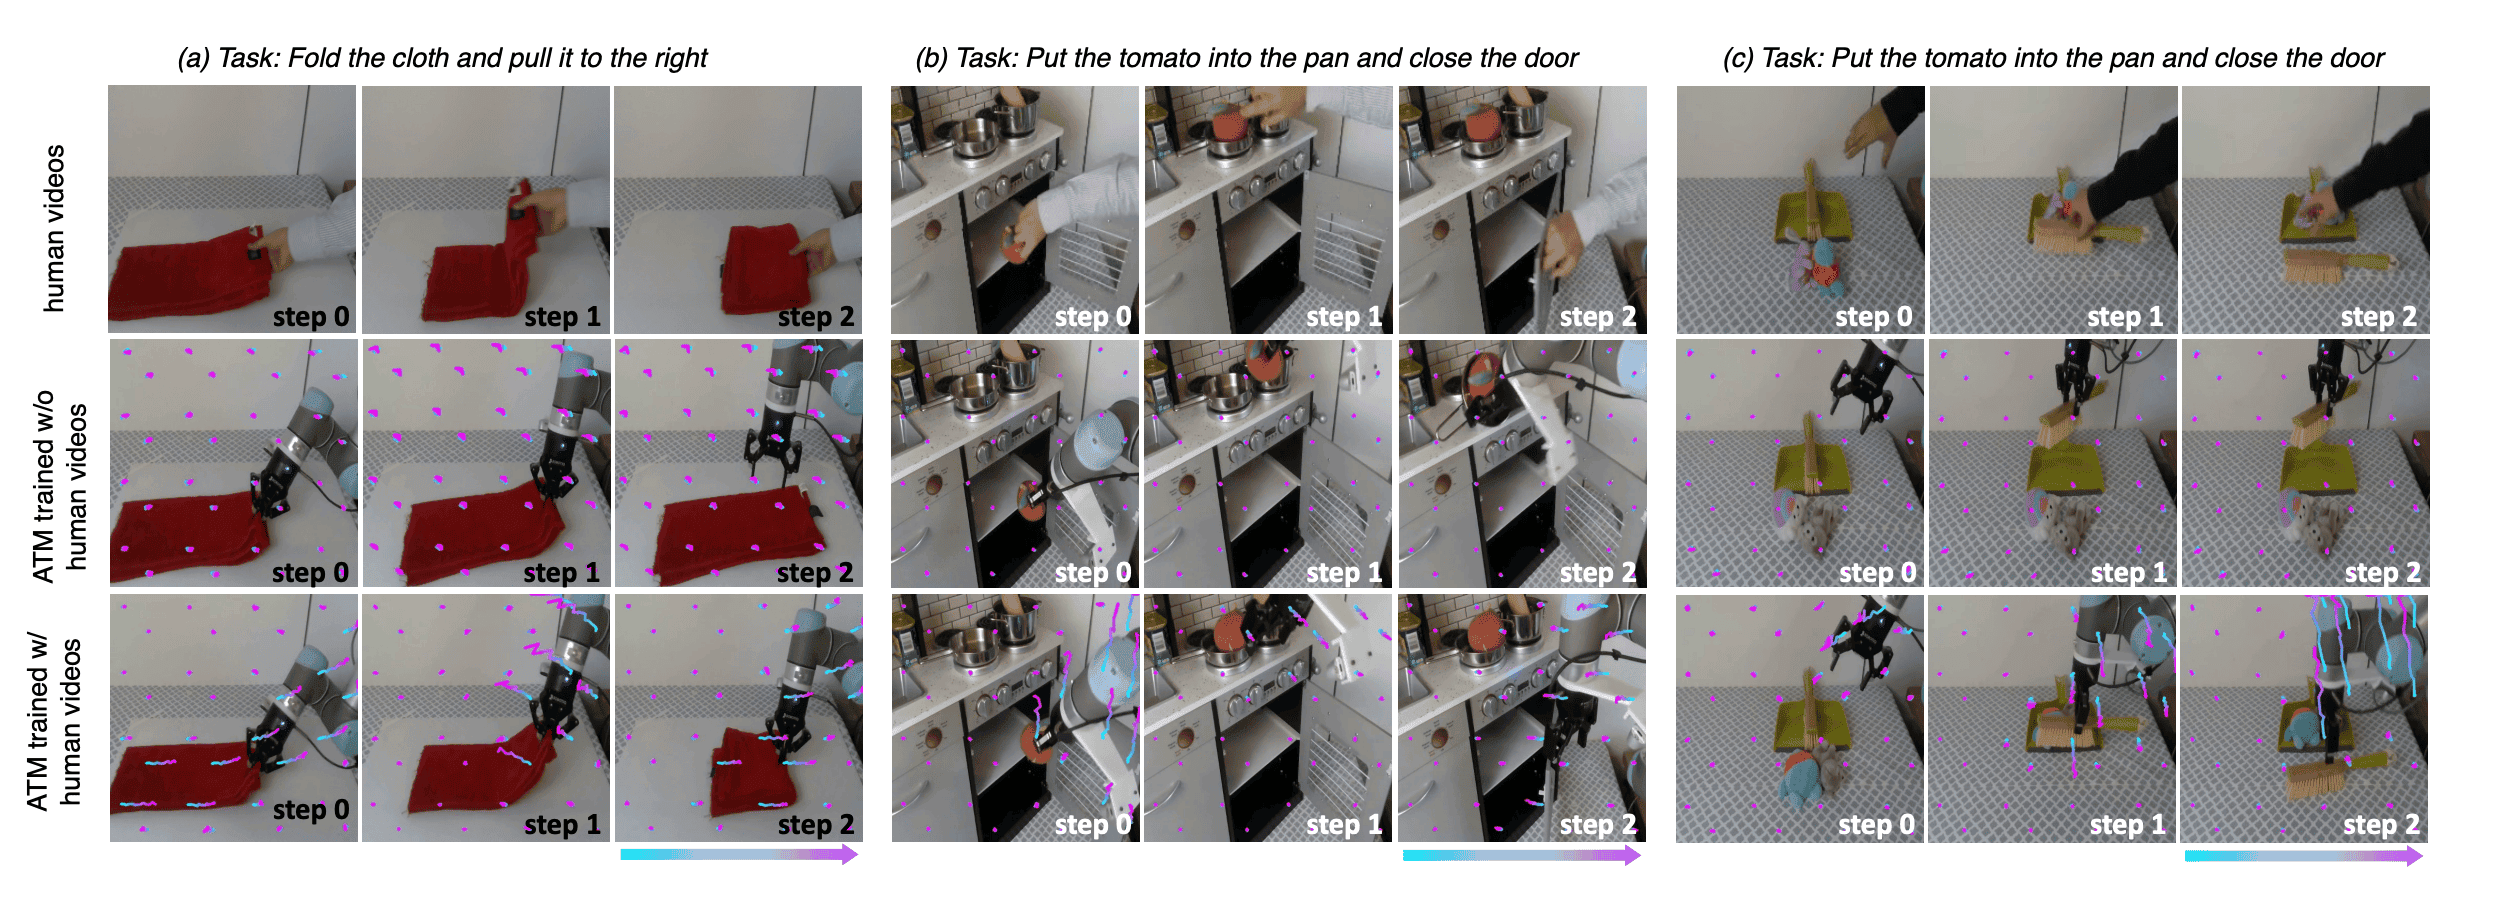 (a) Task: Fold the cloth and pull it to the right
(b) Task: Put the tomato into the pan and close the door
(c) Task: Put the tomato into the pan and close the door
human videos
step 0
step 1
step 2
step 0
step 1
step 2
step 0
step 1
step 2
ATM trained w/o
human videos
step 0
step 1
step 2
step 0
step 1
step 2
step 0
step 1
step 2
ATM trained w/
human videos
step 0
step 1
step 2
step 0
step 1
step 2
step 0
step 1
step 2